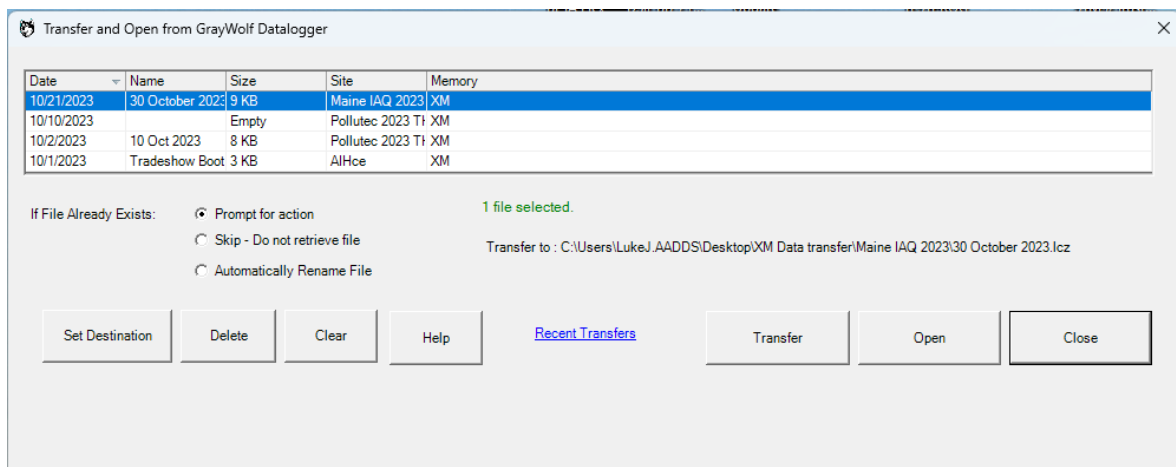 Transfer and Open from GrayWolf Datalogger
Date Name Size Site Memory
10/21/2023 30 October 2023 9 KB Maine IAQ 2023 XM
10/10/2023 Empty Pollutec 2023 Th XM
10/2/2023 10 Oct 2023 8 KB Pollutec 2023 Th XM
10/1/2023 Tradeshow Boot 3 KB AIHce XM
1 file selected.
If File Already Exists: Prompt for action
Skip - Do not retrieve file
Transfer to : C:\Users\LukeJ.AADDS\Desktop\XM Data transfer\Maine IAQ 2023\30 October 2023.lcz
Automatically Rename File
Set Destination Delete Clear Help Recent Transfers Transfer Open Close